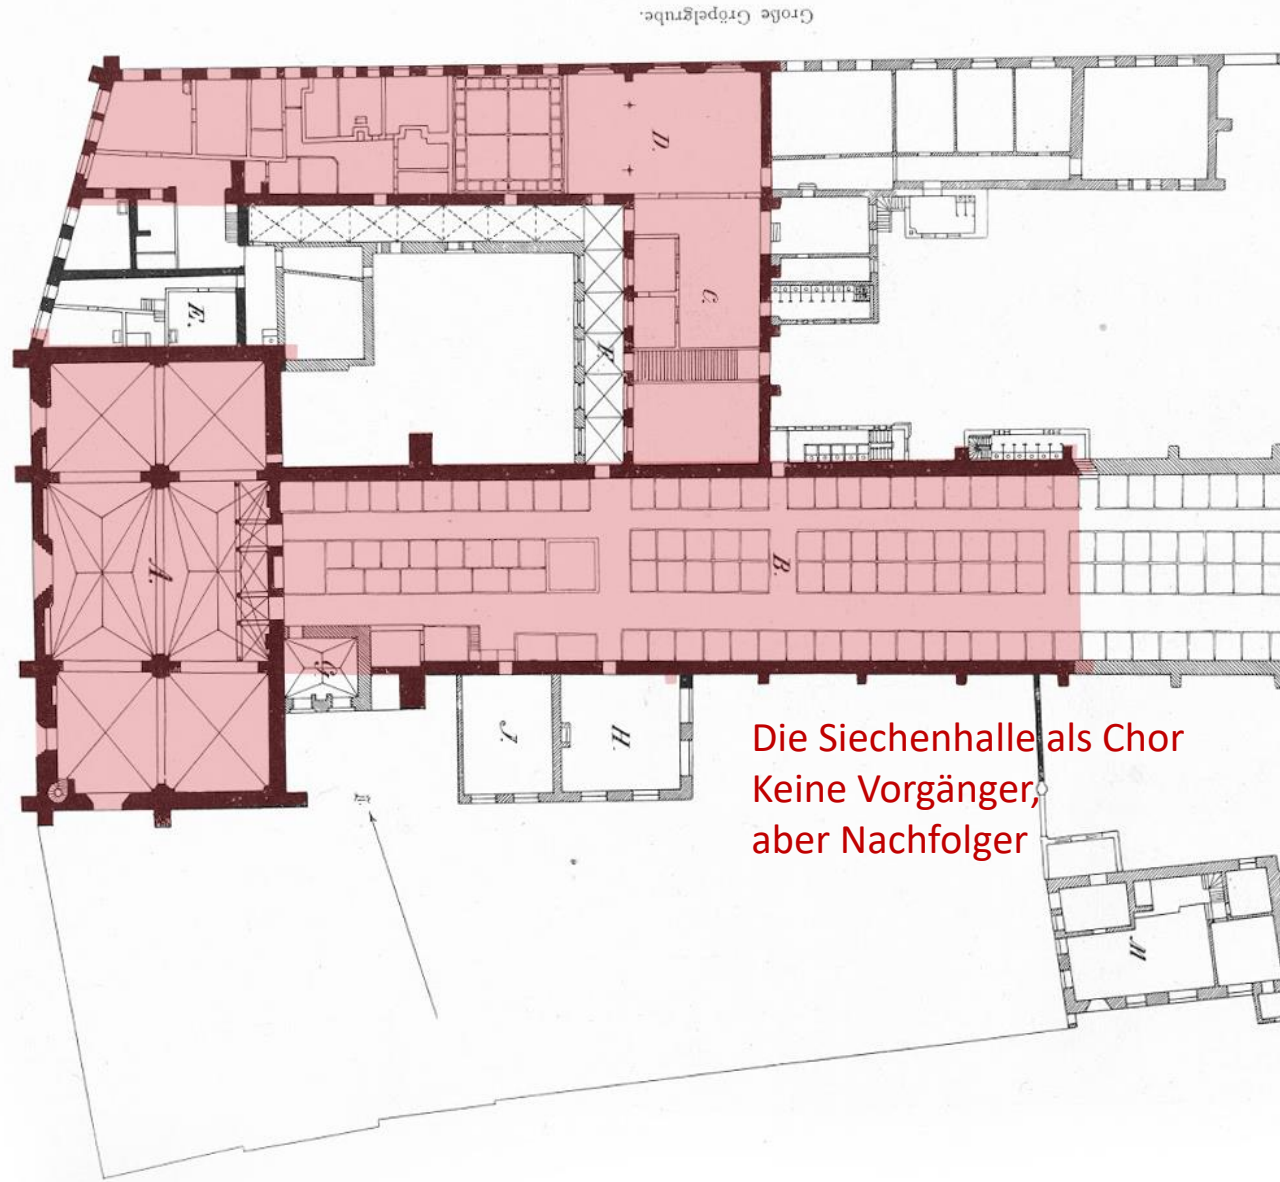 Große Gröpelgrube.
D.
C.
E.
F.
A.
B.
G.
J.
H.
Die Siechenhalle als Chor
Keine Vorgänger,
aber Nachfolger
M